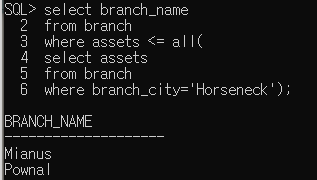 SQL> select branch_name
  2  from branch
  3  where assets <= all(
  4  select assets
  5  from branch
  6  where branch_city='Horseneck');
BRANCH_NAME
--------------------
Mianus
Pownal